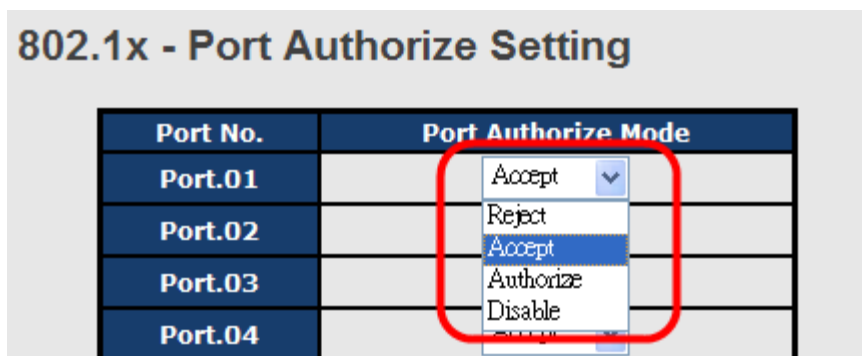 802.1x - Port Authorize Setting
Port No. Port Authorize Mode
Port.01 Accept
Reject
Port.02
Accept
Port.03 Authorize
Disable
Port.04